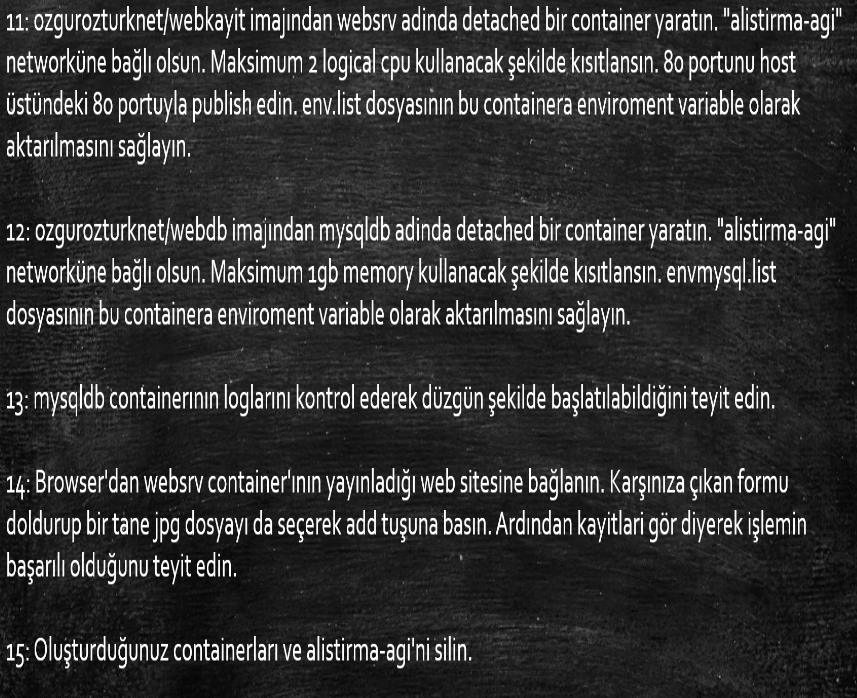 11: ozgurozturknet/webkayit imajından websrv adinda detached bir container yaratın. "alistirma-agi"
networküne bağlı olsun. Maksimum 2 logical cpu kullanacak şekilde kısıtlansın. 80 portunu host
üstündeki 80 portuyla publish edin. env.list dosyasının bu containera enviroment variable olarak
aktarılmasını sağlayın.
12: ozgurozturknet/webdb imajından mysqldb adinda detached bir container yaratın. "alistirma-agi"
networküne bağlı olsun. Maksimum 1gb memory kullanacak şekilde kısıtlansın. envmysql.list
dosyasının bu containera enviroment variable olarak aktarılmasını sağlayın.
13: mysqldb containerının loglarını kontrol ederek düzgün şekilde başlatılabildiğini teyit edin.
14: Browser'dan websrv container'ının yayınladığı web sitesine bağlanın. Karşınıza çıkan formu
doldurup bir tane jpg dosyayı da seçerek add tuşuna basın. Ardından kayitlari gör diyerek işlemin
başarılı olduğunu teyit edin.
15: Oluşturduğunuz containerları ve alistirma-agi'ni silin.